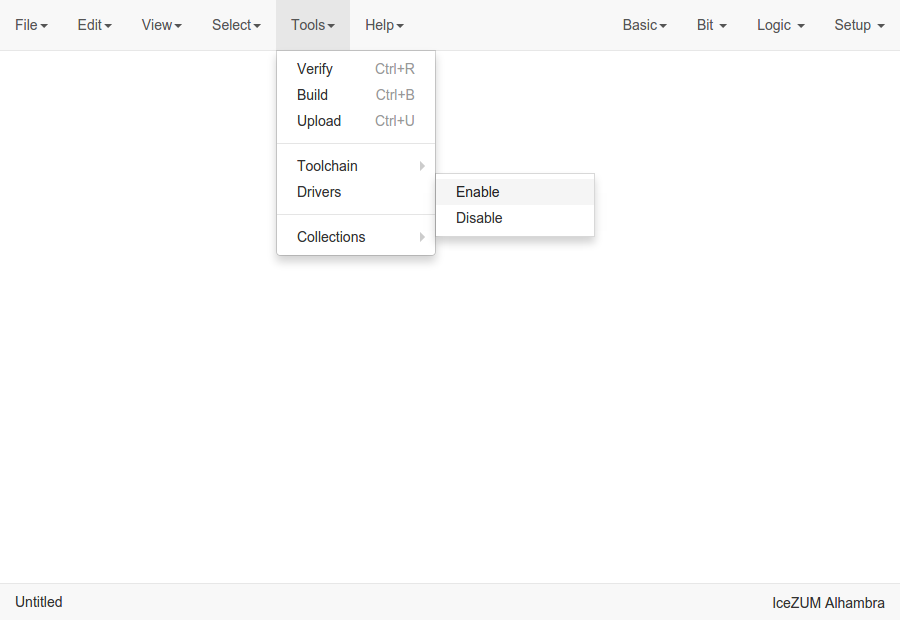 File Edit View Select Tools Help Basic Bit Logic Setup
Verify Ctrl+R
Build Ctrl+B
Upload Ctrl+U
Toolchain
Drivers
Enable
Disable
Collections
Untitled IceZUM Alhambra